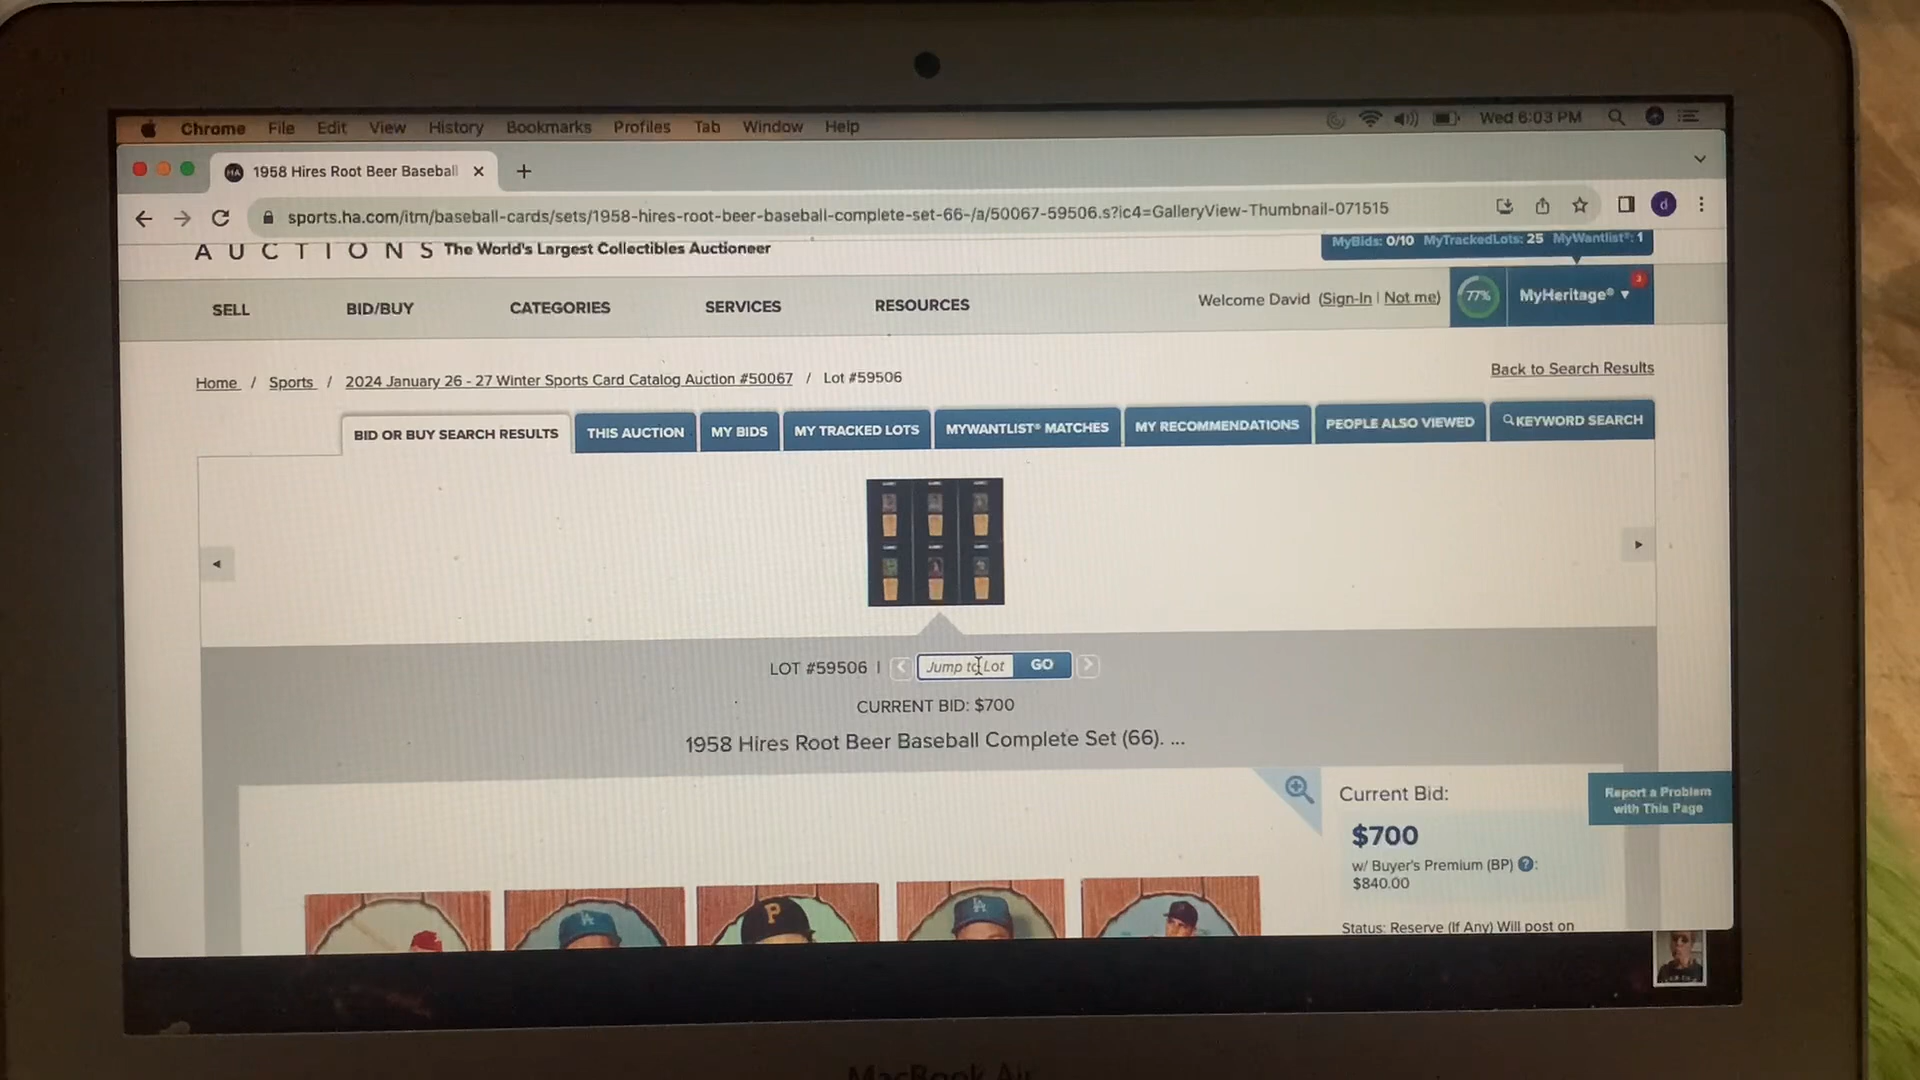 Chrome File Edit View History Bookmarks Profiles Tab Window Help Wed 6:03 PM
HA 1958 Hires Root Beer Basebal
sports.ha.com/itm/baseball-cards/sets/1958-hires-root-beer-baseball-complete-set-66-/a/50067-59506.s?ic4=GalleryView-Thumbnail-071515 d
AUCTIONS The World's Largest Collectibles Auctioneer MyBids: 0/10 MyTrackedLots: 25 MyWantlist®: 1
SELL BID/BUY CATEGORIES SERVICES RESOURCES Welcome David (Sign-In | Not me) 77% MyHeritage® ▼ 3
Home / Sports / 2024 January 26 - 27 Winter Sports Card Catalog Auction #50067 / Lot #59506 Back to Search Results
BID OR BUY SEARCH RESULTS THIS AUCTION MY BIDS MY TRACKED LOTS MYWANTLIST® MATCHES MY RECOMMENDATIONS PEOPLE ALSO VIEWED KEYWORD SEARCH
LOT #59506 | < Jump to Lot GO >
CURRENT BID: $700
1958 Hires Root Beer Baseball Complete Set (66). ...
Current Bid:
Report a Problem
with This Page
$700
w/ Buyer's Premium (BP) ?:
$840.00
Status: Reserve (If Any) Will post on
LA P LA
MacBook Air